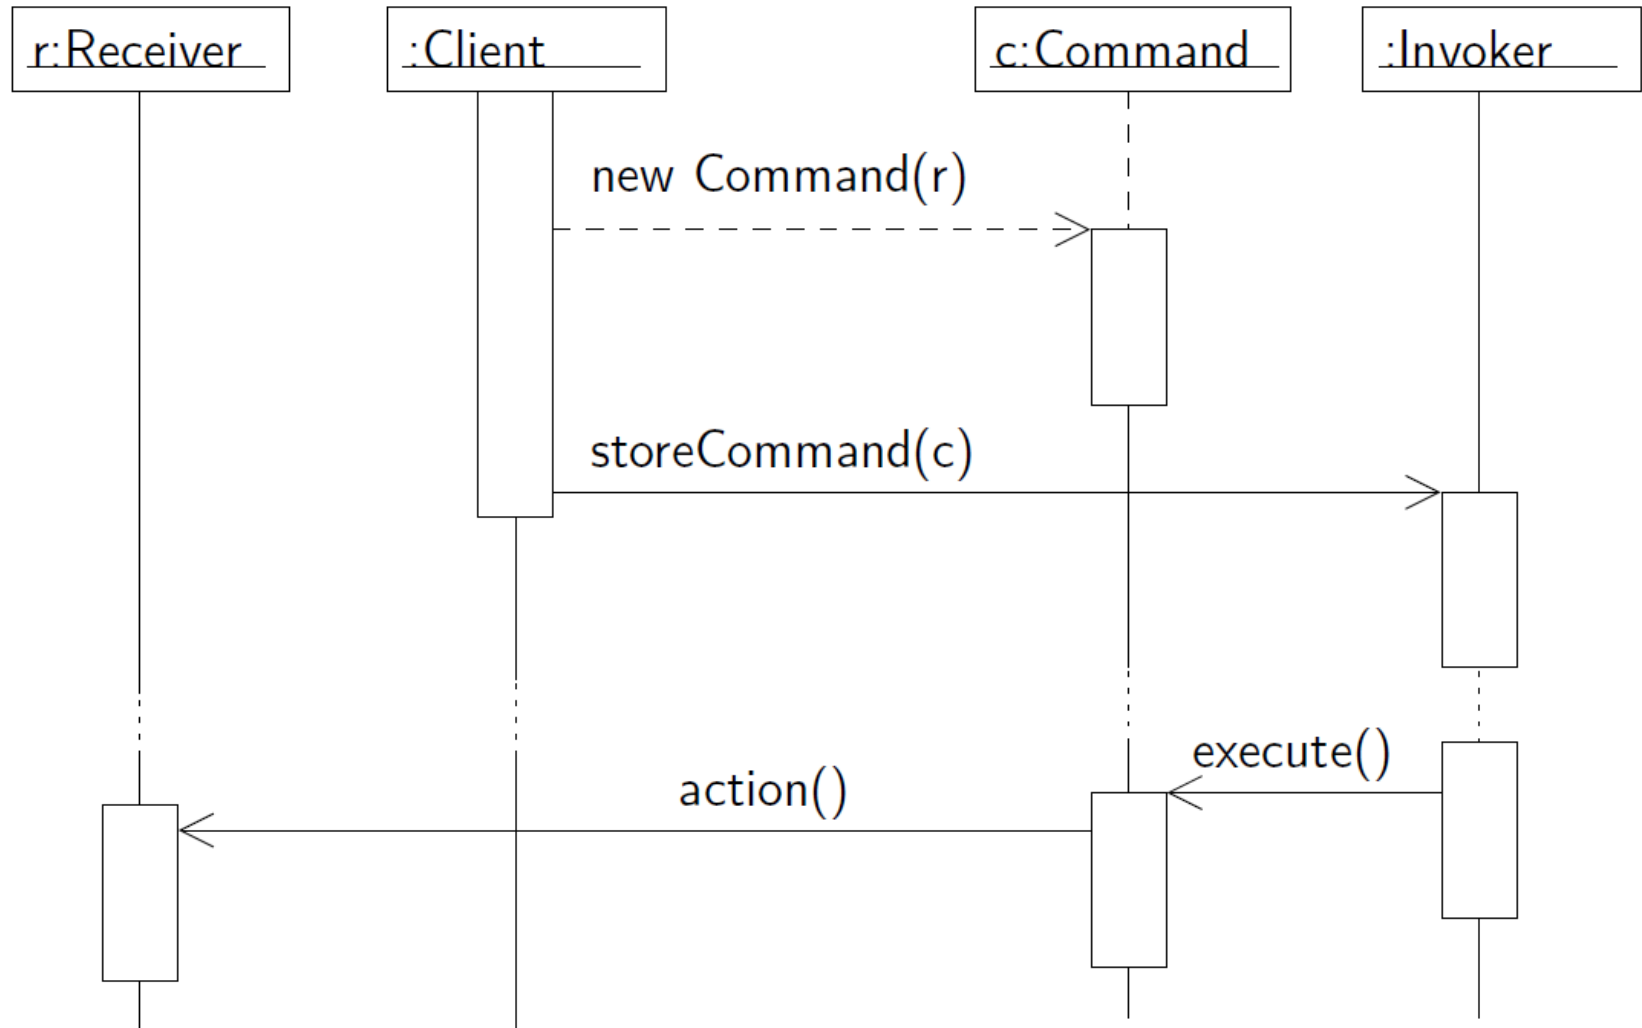 r:Receiver
:Client
c:Command
:Invoker
new Command(r)
storeCommand(c)
execute()
action()